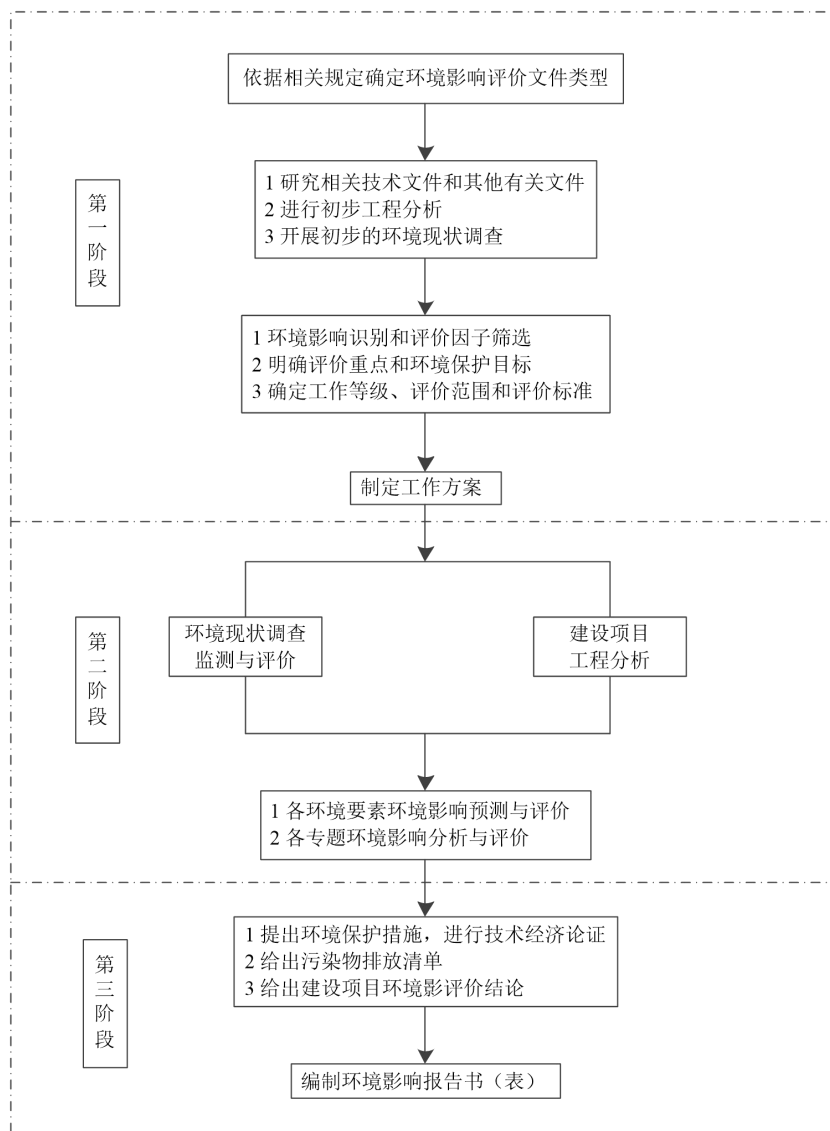 依据相关规定确定环境影响评价文件类型
第一阶段
1 研究相关技术文件和其他有关文件
2 进行初步工程分析
3 开展初步的环境现状调查
1 环境影响识别和评价因子筛选
2 明确评价重点和环境保护目标
3 确定工作等级、评价范围和评价标准
制定工作方案
第二阶段
环境现状调查
监测与评价
建设项目
工程分析
1 各环境要素环境影响预测与评价
2 各专题环境影响分析与评价
第三阶段
1 提出环境保护措施，进行技术经济论证
2 给出污染物排放清单
3 给出建设项目环境影评价结论
编制环境影响报告书（表）